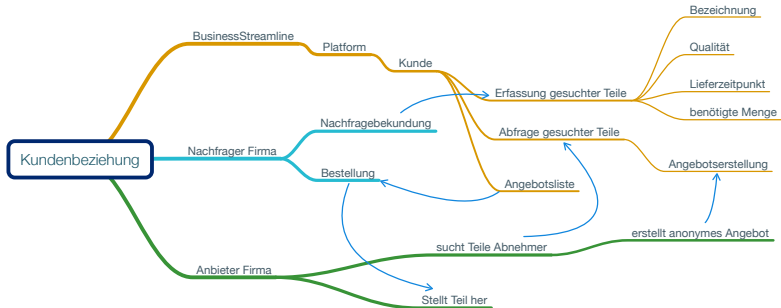 Bezeichnung
BusinessStreamline
Platform
Qualität
Kunde
Lieferzeitpunkt
Erfassung gesuchter Teile
benötigte Menge
Nachfragebekundung
Abfrage gesuchter Teile
Kundenbeziehung
Nachfrager Firma
Angebotserstellung
Bestellung
Angebotsliste
erstellt anonymes Angebot
sucht Teile Abnehmer
Anbieter Firma
Stellt Teil her